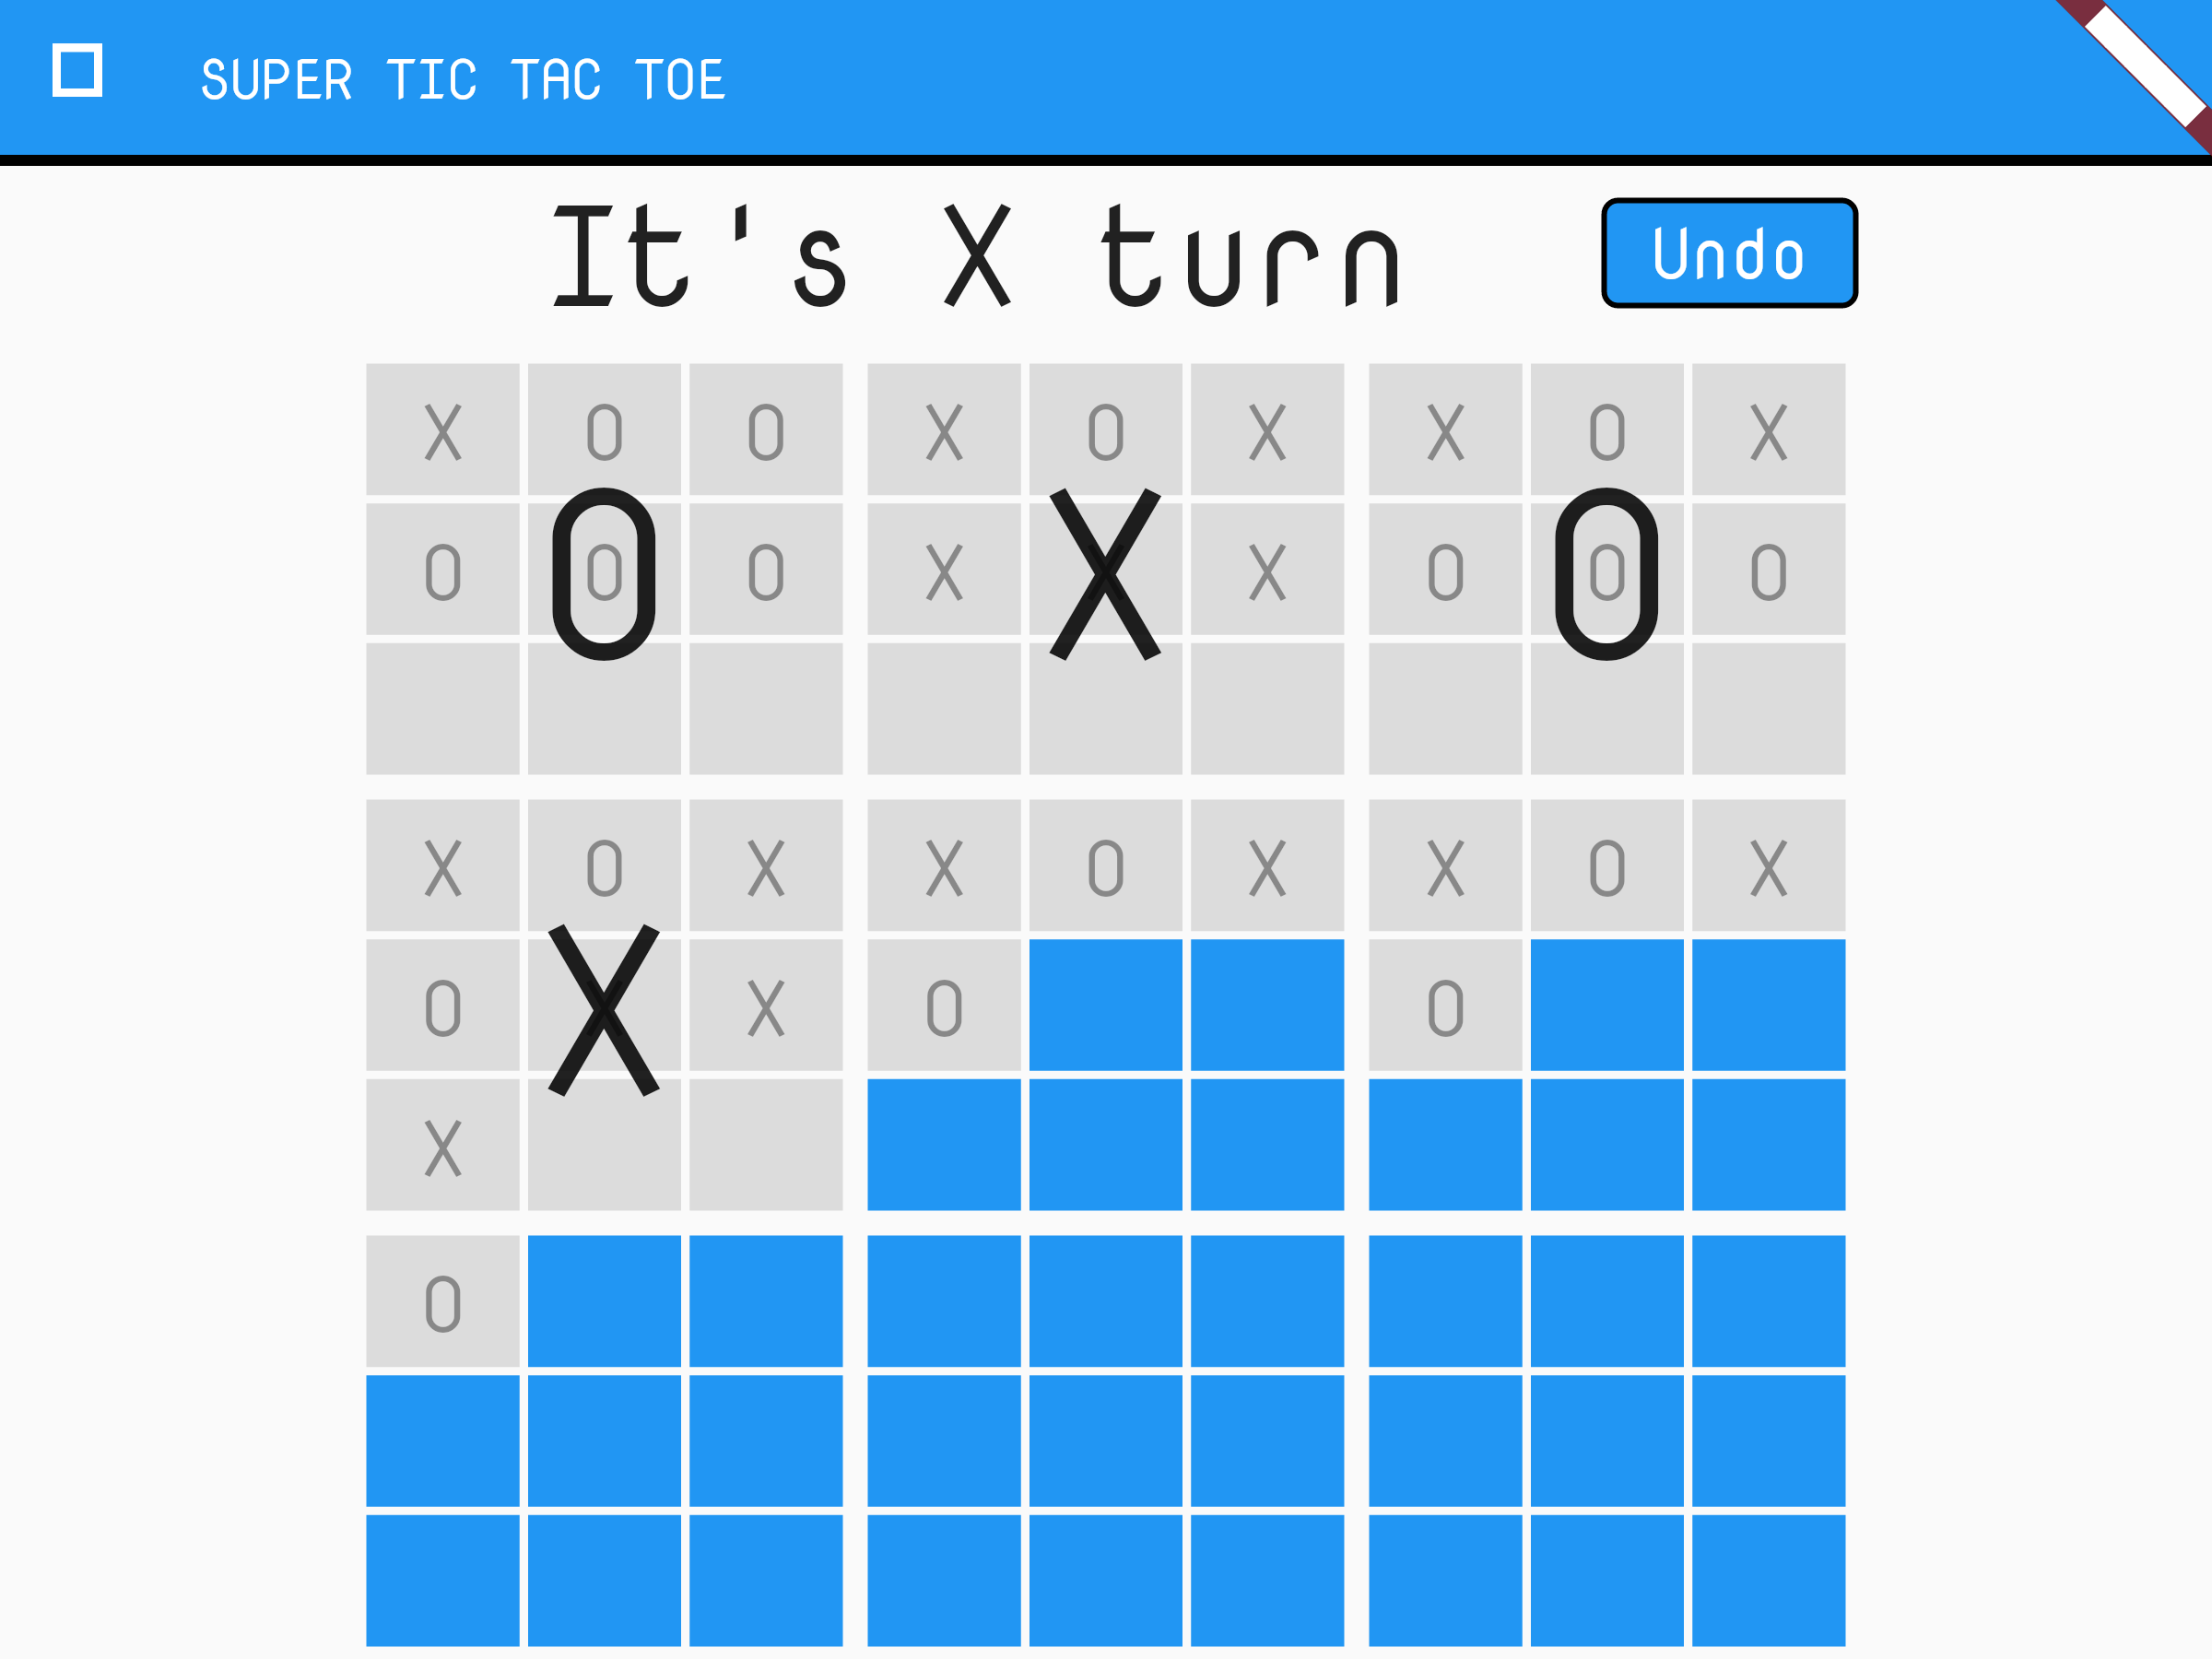 SUPER TIC TAC TOE
It's X turn
Undo
X O O X O X X O X
O O O X X X O O O
O X O
X O X X O X X O X
O X X O O
X
X
O